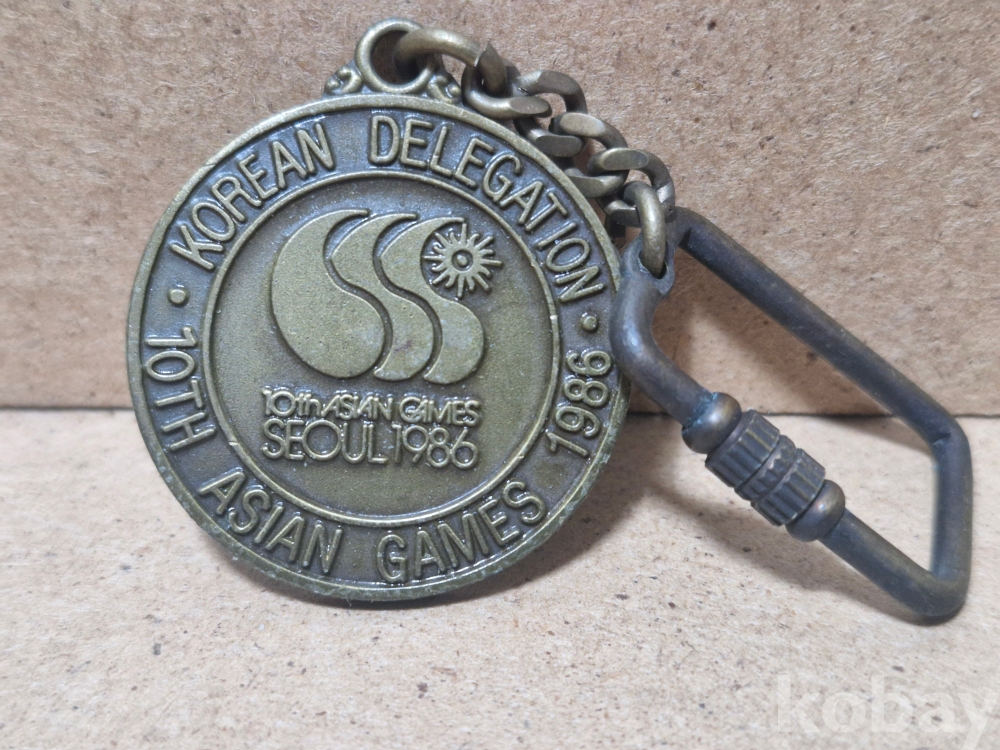 · KOREAN DELEGATION ·
10TH ASIAN GAMES 1986
10th ASIAN GAMES
SEOUL 1986
kobay